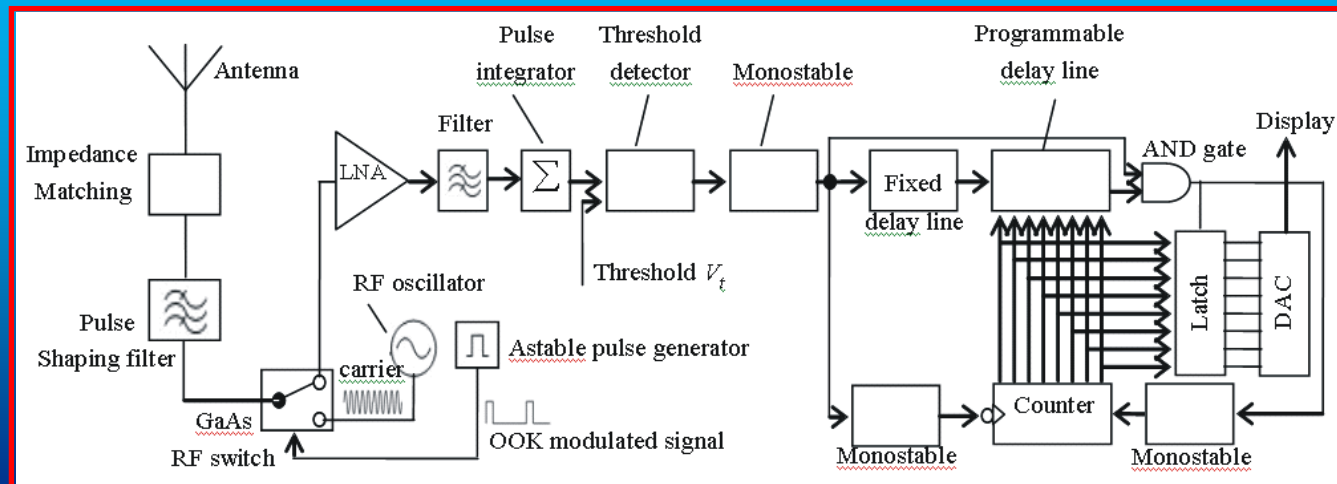 Antenna
Impedance
Matching
Pulse
Shaping filter
GaAs
RF switch
carrier
RF oscillator
Astable pulse generator
OOK modulated signal
LNA
Filter
Pulse
integrator
Σ
Threshold
detector
Threshold Vt
Monostable
Fixed
delay line
Programmable
delay line
AND gate
Display
Latch
DAC
Counter
Monostable
Monostable